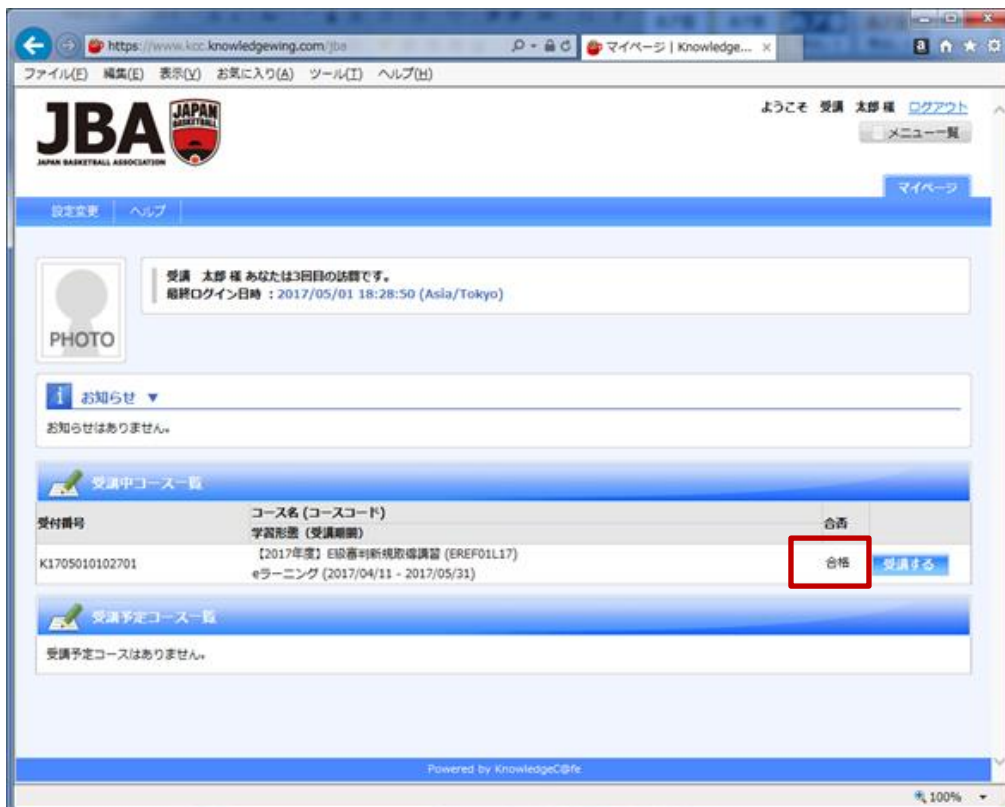 https://www.kcc.knowledgewing.com/jba
マイページ | Knowledge...
ファイル(F) 編集(E) 表示(V) お気に入り(A) ツール(T) ヘルプ(H)
JBA
JAPAN BASKETBALL ASSOCIATION
JAPAN
BASKETBALL
ようこそ 受講 太郎 様 ログアウト
メニュー一覧
マイページ
設定変更 ヘルプ
PHOTO
受講 太郎 様 あなたは3回目の訪問です。
最終ログイン日時 : 2017/05/01 18:28:50 (Asia/Tokyo)
お知らせ ▼
お知らせはありません。
受講中コース一覧
受付番号 コース名 (コースコード) 合否
学習形態 (受講期間)
K1705010102701 【2017年度】E級審判新規取得講習 (EREF01L17) 合格 受講する
eラーニング (2017/04/11 - 2017/05/31)
受講予定コース一覧
受講予定コースはありません。
Powered by KnowledgeC@fe
100%